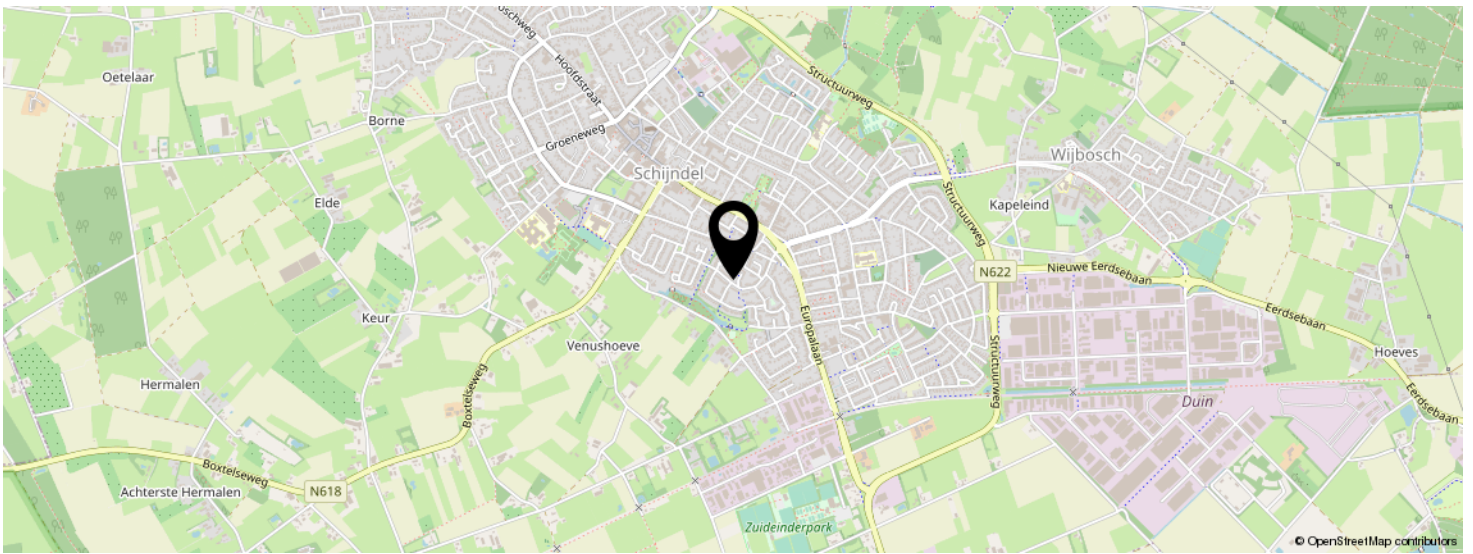 oschweg
Hoofdstraat
Structuurweg
Oetelaar
Borne
Groeneweg
Wijbosch
Schijndel
Elde
Kapeleind
Structuurweg
N622
Nieuwe Eerdsebaan
Eerdsebaan
Keur
Europalaan
Venushoeve
Structuurweg
Hoeves
Hermalen
Boxtelseweg
Duin
Eerdsebaan
Boxtelseweg
Achterste Hermalen
N618
Zuideinderpark
© OpenStreetMap contributors